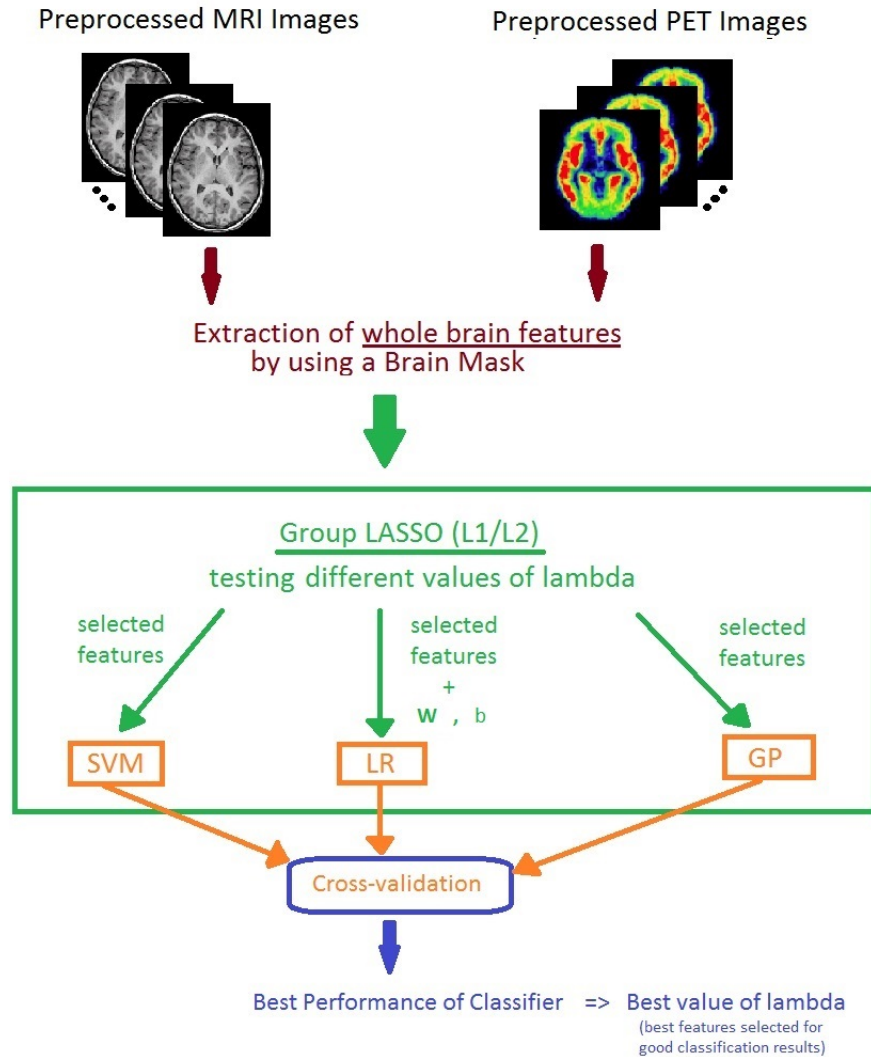 Preprocessed MRI Images
Preprocessed PET Images
Extraction of whole brain features
by using a Brain Mask
Group LASSO (L1/L2)
testing different values of lambda
selected
features
selected
features
+
w , b
selected
features
SVM
LR
GP
Cross-validation
Best Performance of Classifier => Best value of lambda
(best features selected for
good classification results)